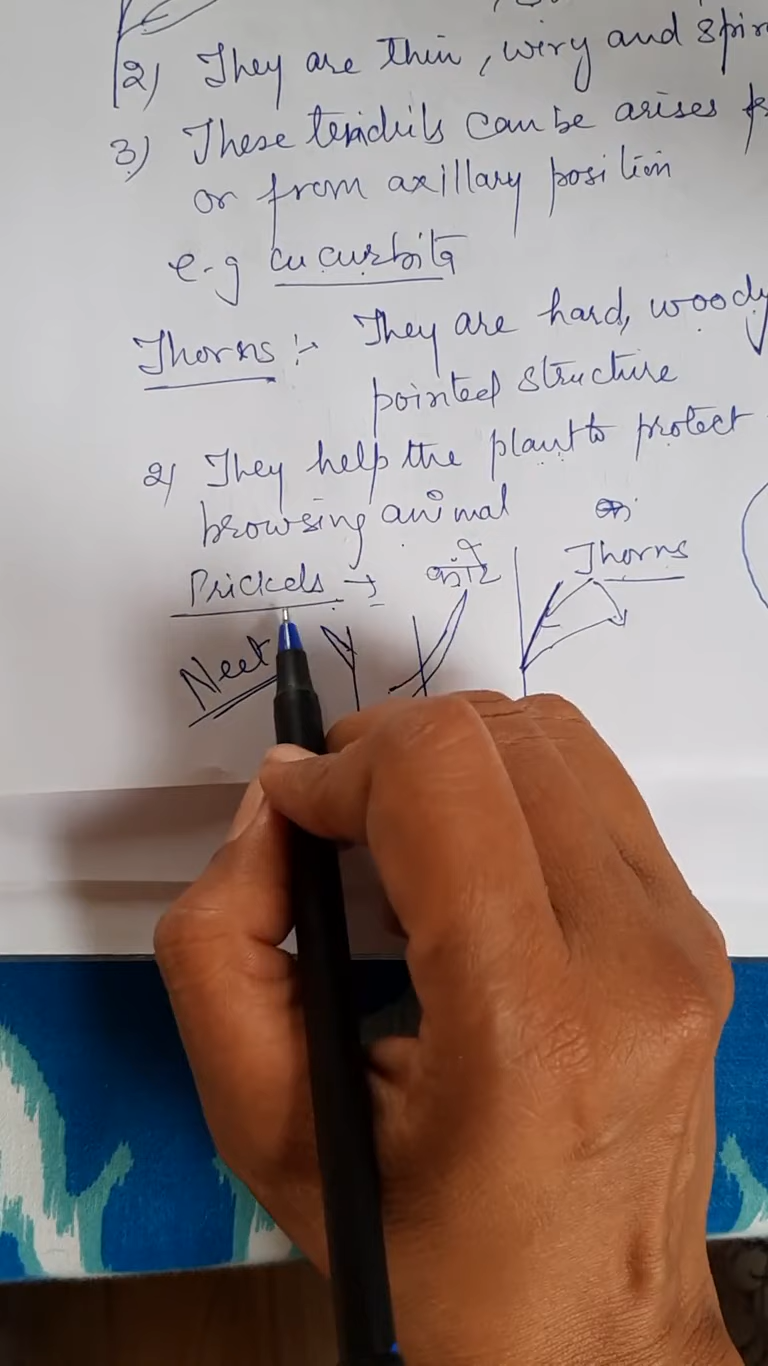 2) They are thin, wiry and
3) These tendrils can be arises
or from axillary position
e.g cucurbita
Thorns :- They are hard, woody
pointed structure
2) They help the plant to protect
browsing animal
Prickels → काँटे Thorns
Neet